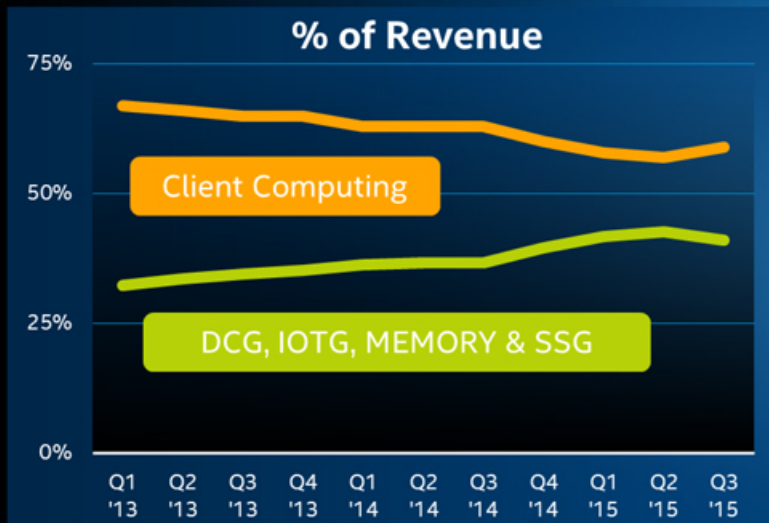 % of Revenue
75%
50%
25%
0%
Client Computing
DCG, IOTG, MEMORY & SSG
Q1 Q2 Q3 Q4 Q1 Q2 Q3 Q4 Q1 Q2 Q3
'13 '13 '13 '13 '14 '14 '14 '14 '15 '15 '15